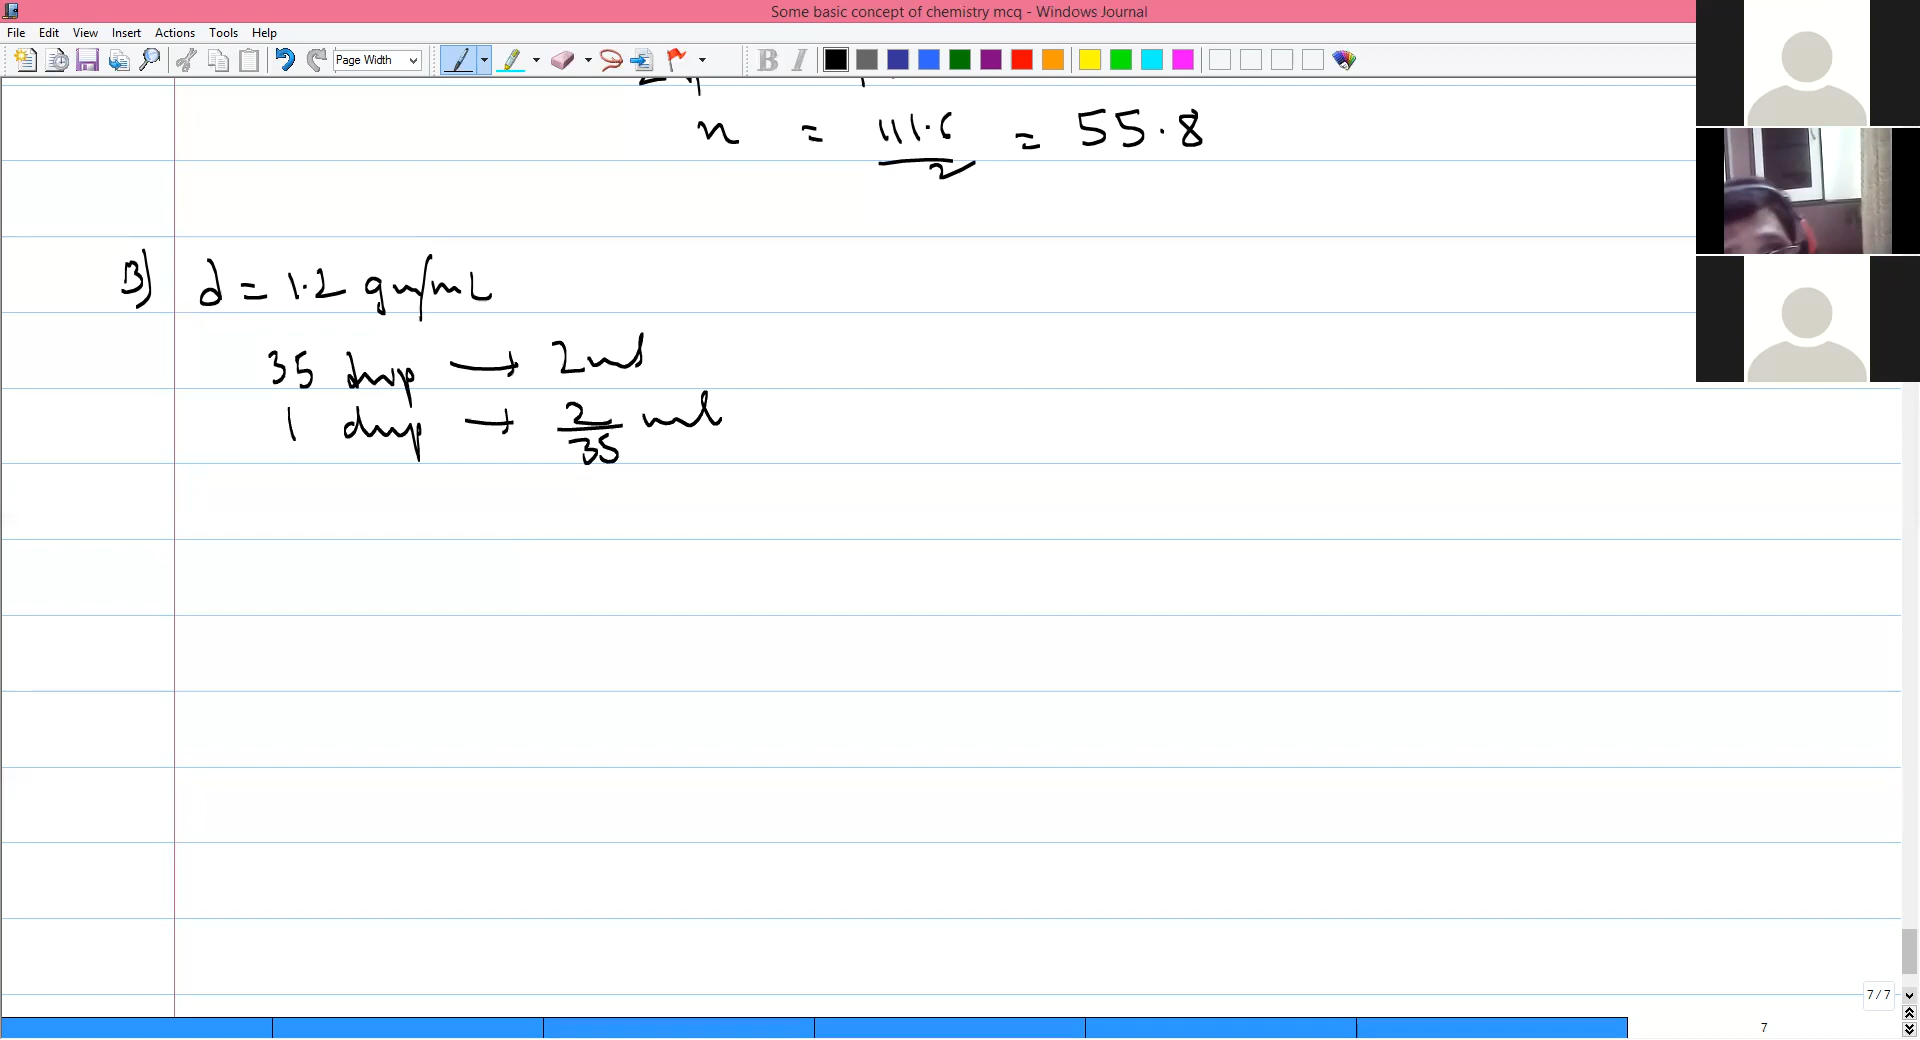 Some basic concept of chemistry mcq - Windows Journal
File Edit View Insert Actions Tools Help
Page Width
n = 111.6 = 55.8
2
B) d = 1.2 gm/mL
35 drop → 2ml
1 drop → 2/35 ml
7 / 7
7